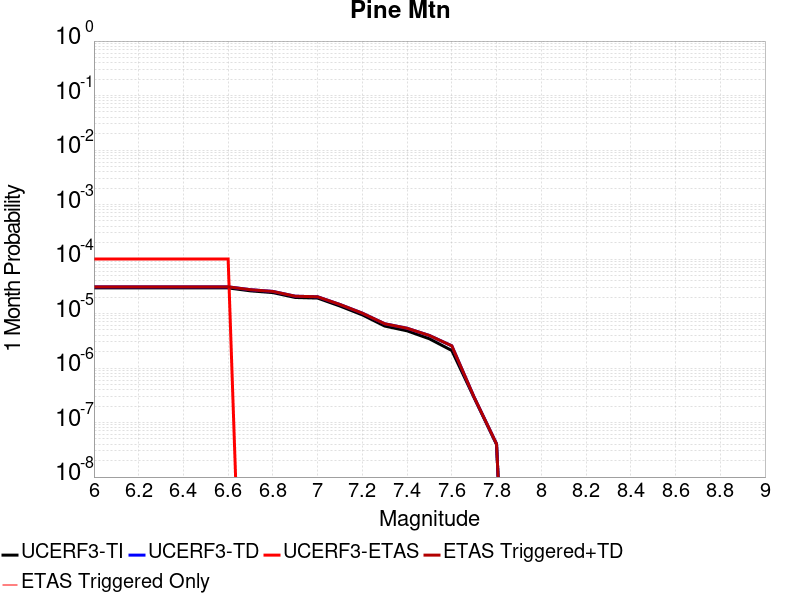 Pine Mtn
10^0
10^-1
10^-2
10^-3
10^-4
10^-5
10^-6
10^-7
10^-8
1 Month Probability
6 6.2 6.4 6.6 6.8 7 7.2 7.4 7.6 7.8 8 8.2 8.4 8.6 8.8 9
Magnitude
UCERF3-TI UCERF3-TD UCERF3-ETAS ETAS Triggered+TD
ETAS Triggered Only